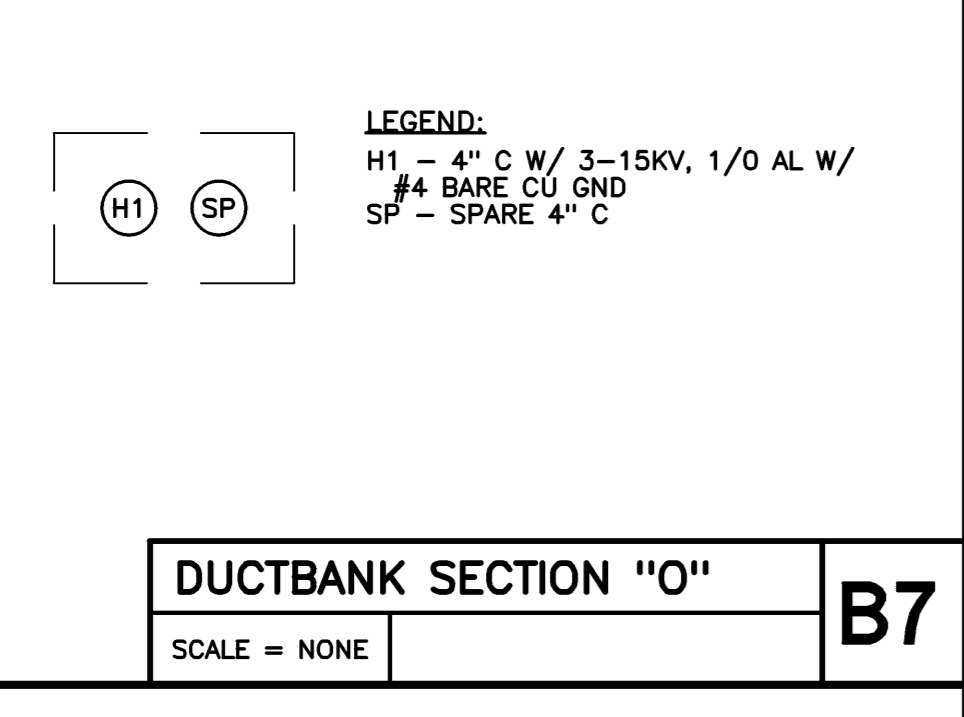 LEGEND:
H1 – 4" C W/ 3–15KV, 1/0 AL W/
#4 BARE CU GND
SP – SPARE 4" C
H1 SP
DUCTBANK SECTION "O"
SCALE = NONE
B7